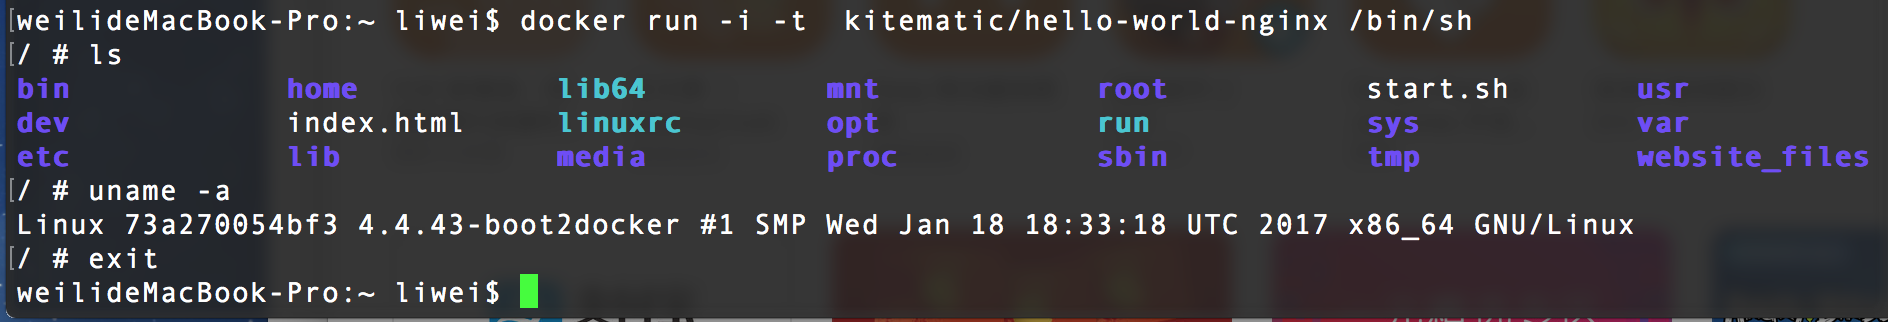 weilideMacBook-Pro:~ liwei$ docker run -i -t  kitematic/hello-world-nginx /bin/sh
/ # ls
bin home lib64 mnt root start.sh usr
dev index.html linuxrc opt run sys var
etc lib media proc sbin tmp website_files
/ # uname -a
Linux 73a270054bf3 4.4.43-boot2docker #1 SMP Wed Jan 18 18:33:18 UTC 2017 x86_64 GNU/Linux
/ # exit
weilideMacBook-Pro:~ liwei$